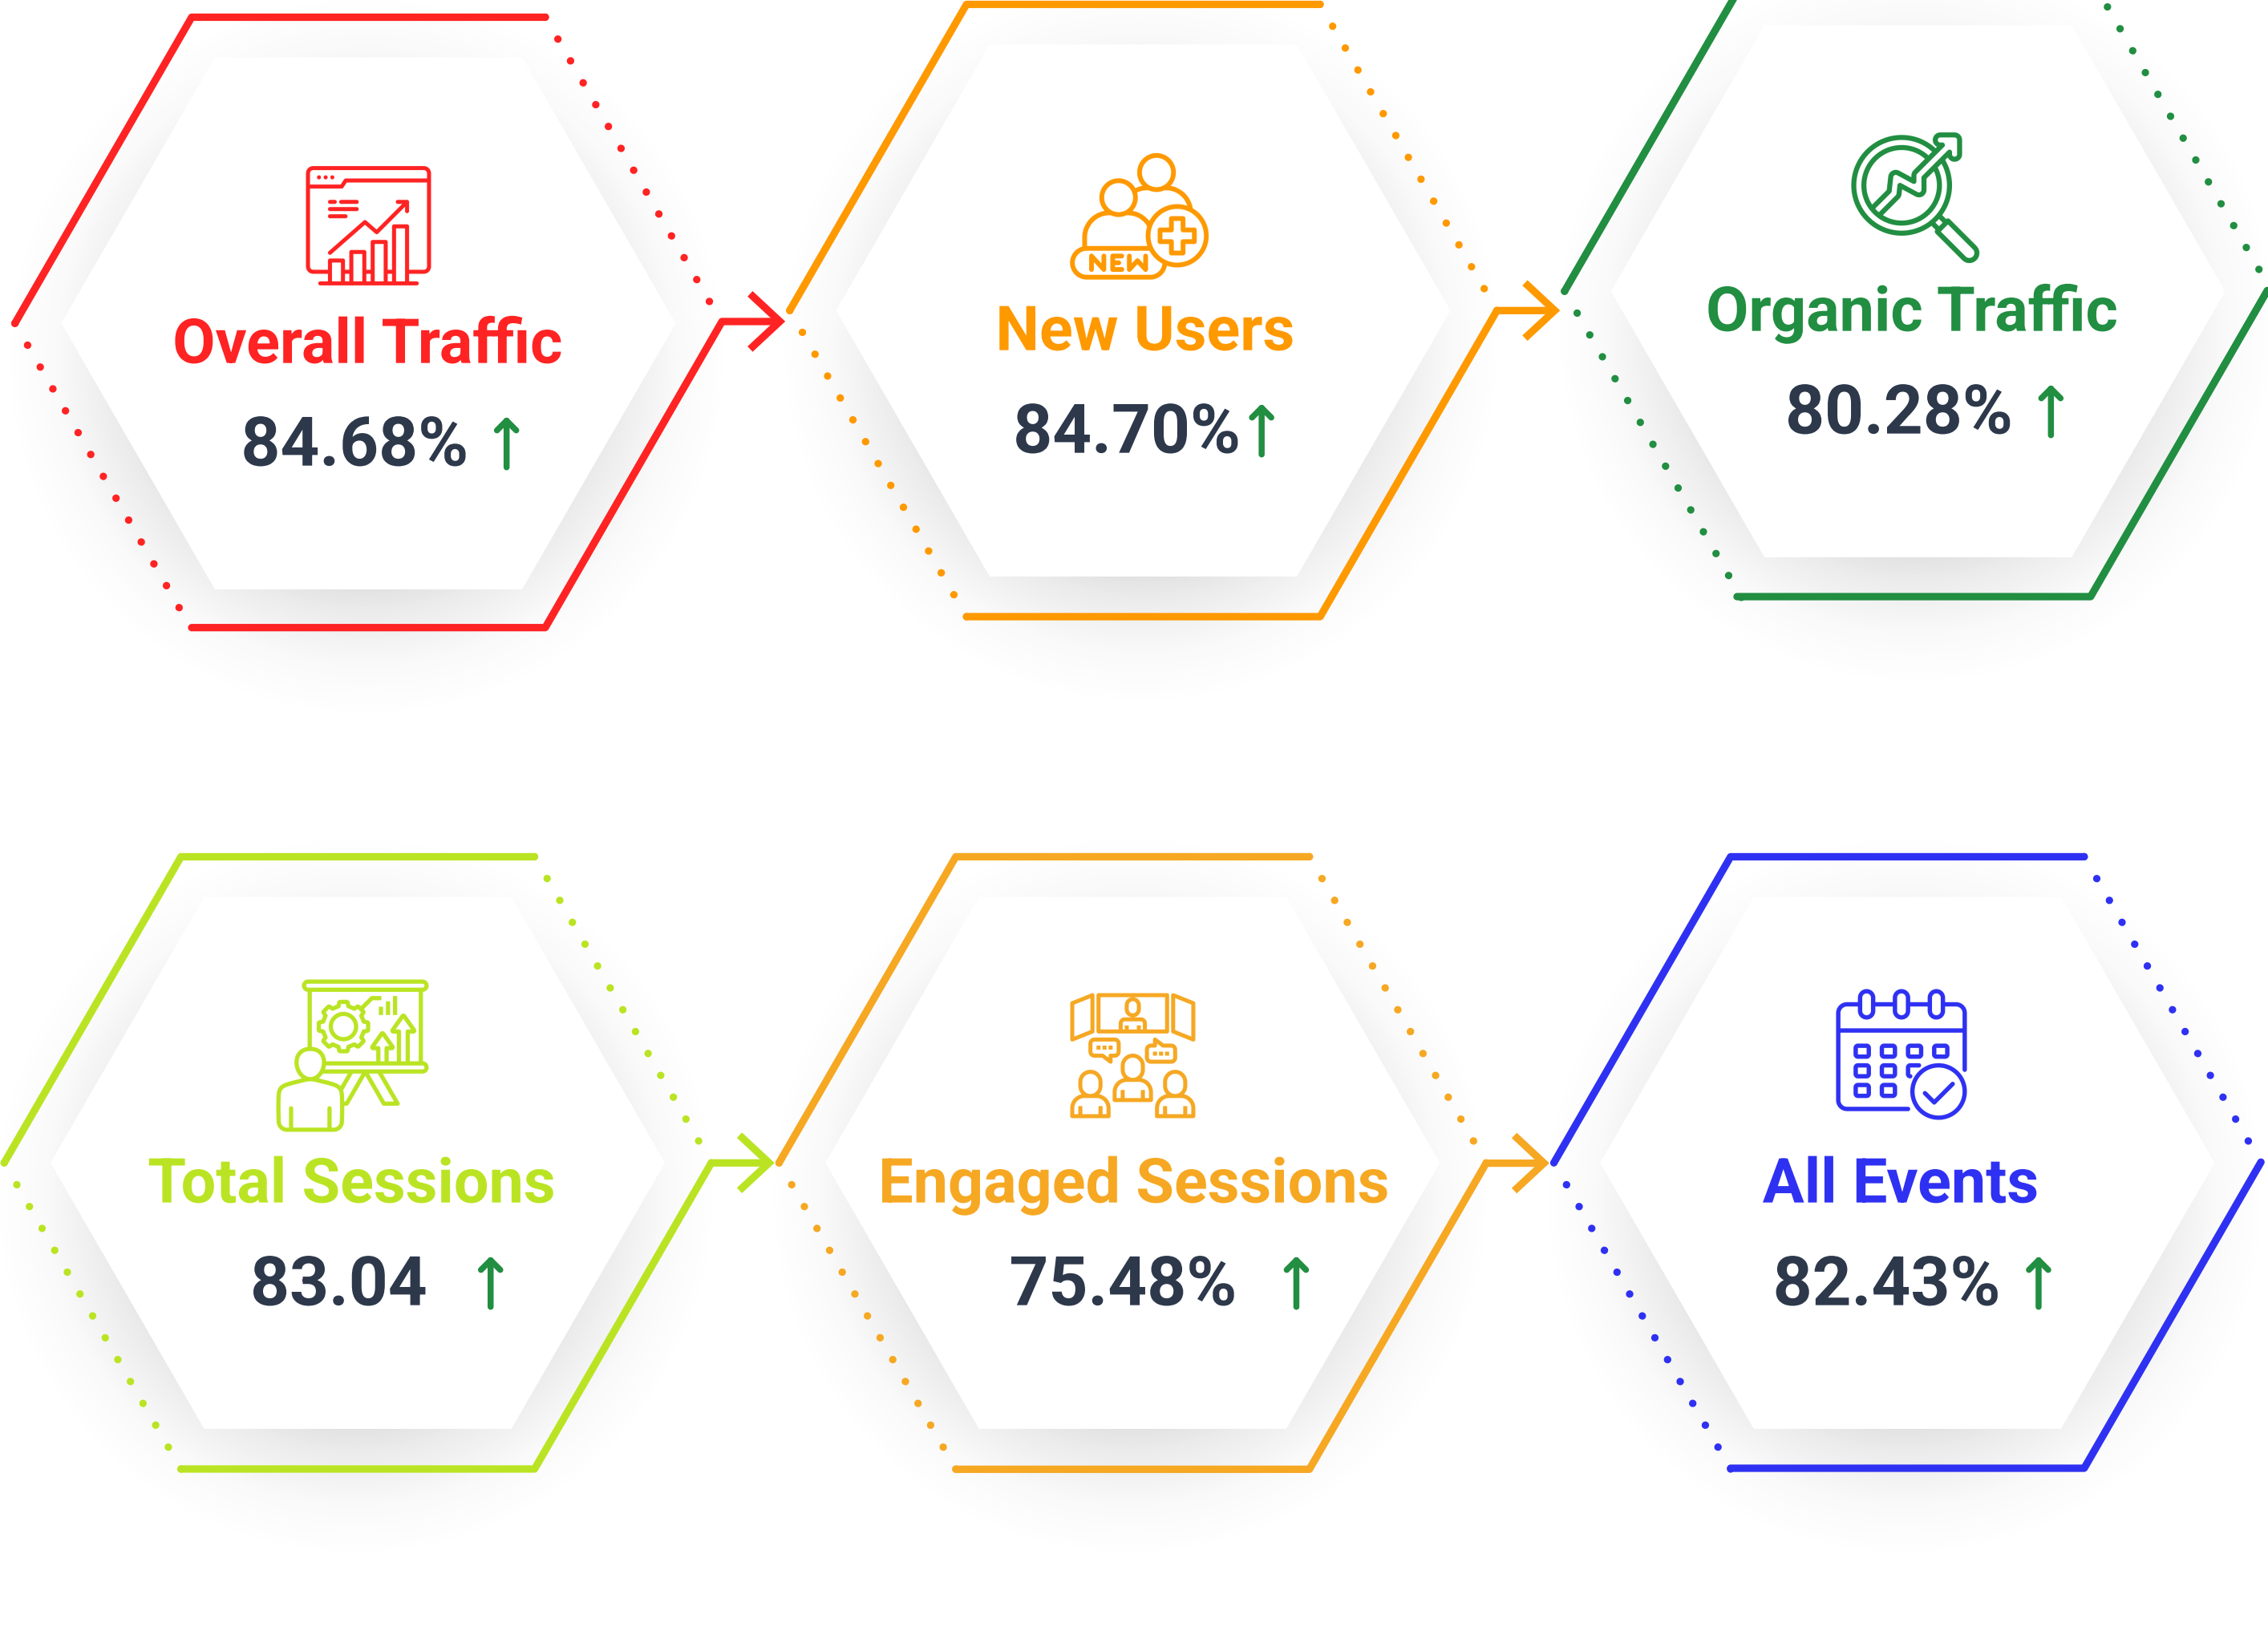 NEW
Overall Traffic
84.68%
New Users
84.70%
Organic Traffic
80.28%
Total Sessions
83.04
Engaged Sessions
75.48%
All Events
82.43%